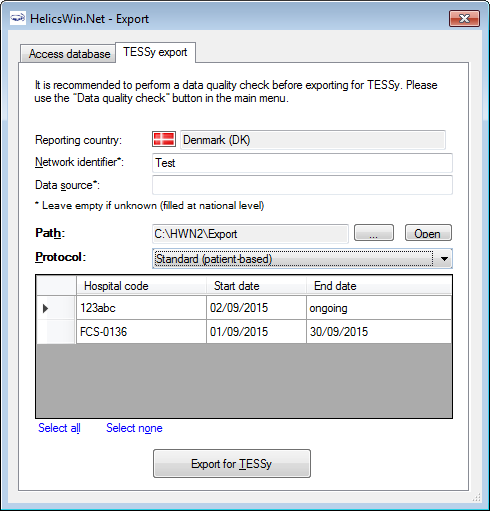 HelicsWin.Net - Export
Access database TESSy export
It is recommended to perform a data quality check before exporting for TESSy. Please
use the "Data quality check" button in the main menu.
Reporting country: Denmark (DK)
Network identifier*: Test
Data source*:
* Leave empty if unknown (filled at national level)
Path: C:\HWN2\Export ... Open
Protocol: Standard (patient-based)
Hospital code Start date End date
123abc 02/09/2015 ongoing
FCS-0136 01/09/2015 30/09/2015
Select all Select none
Export for TESSy